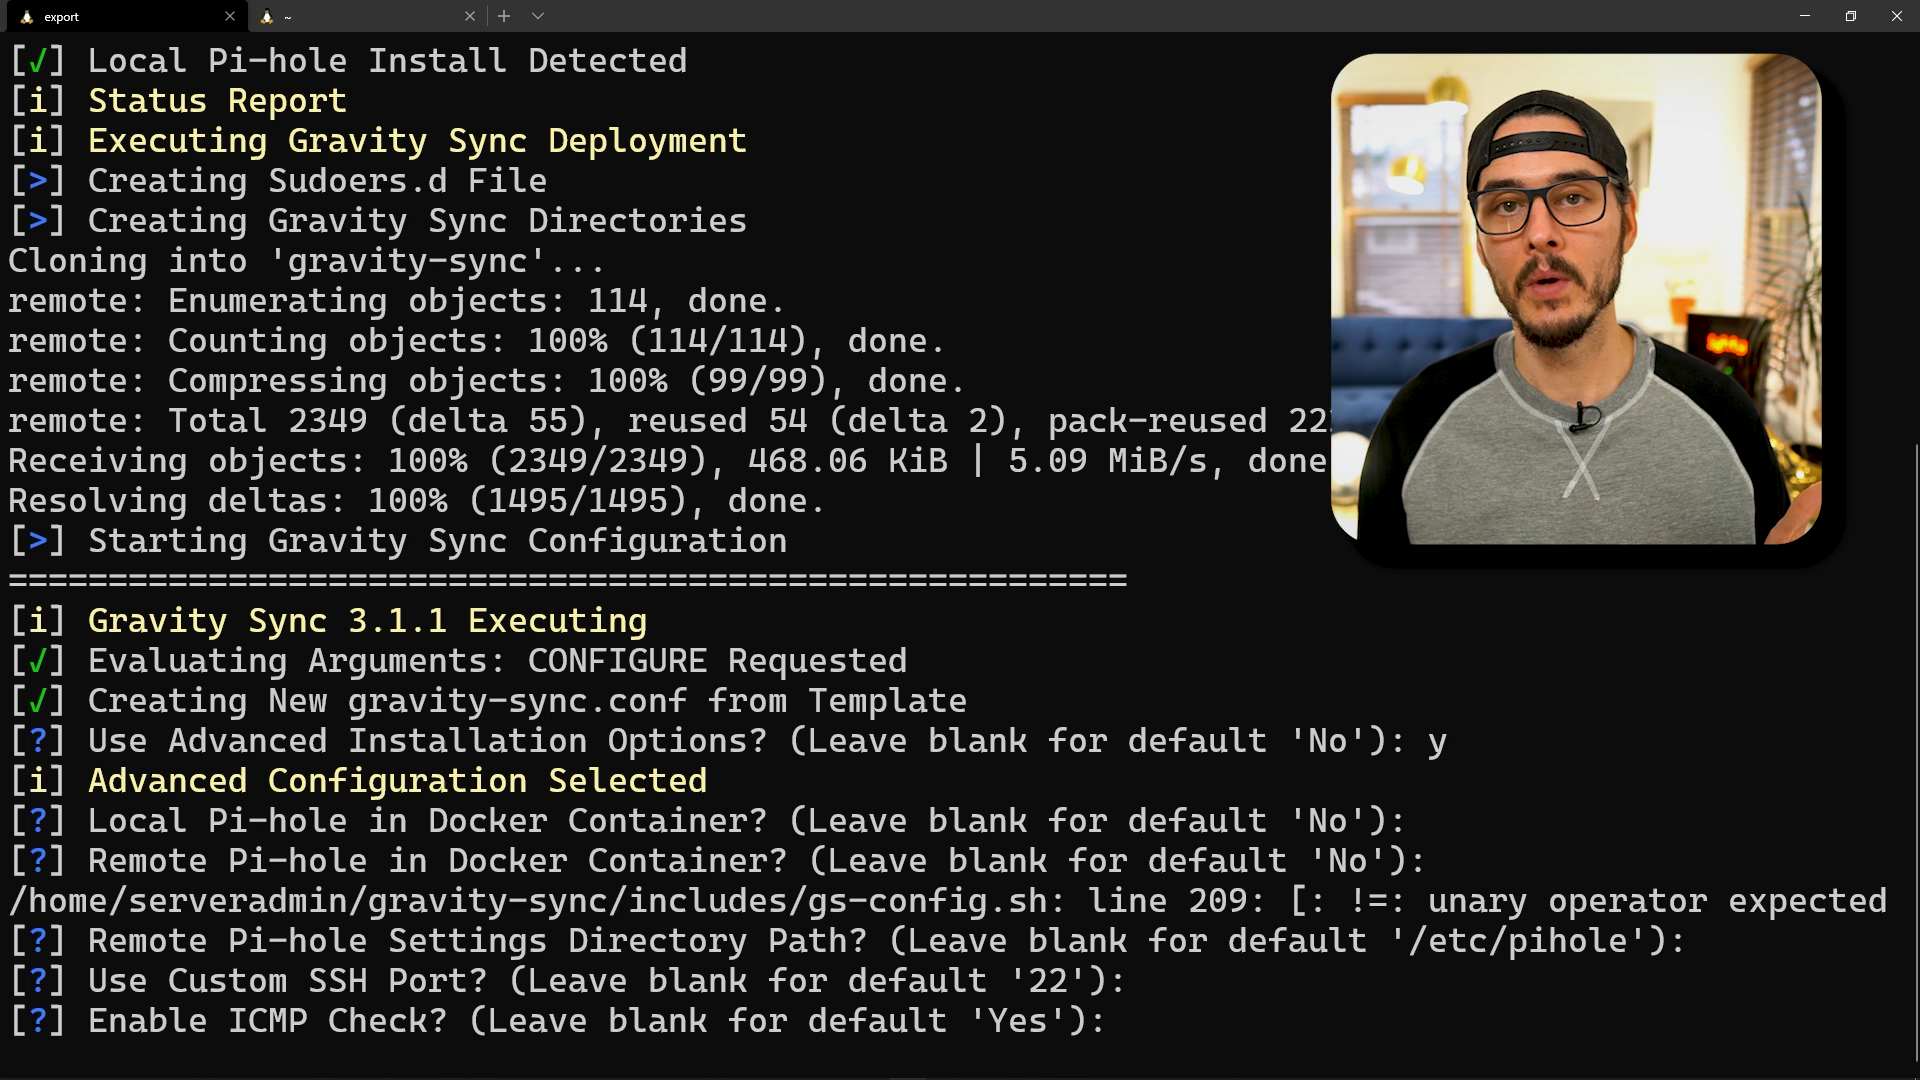 export
~
[√] Local Pi-hole Install Detected
[i] Status Report
[i] Executing Gravity Sync Deployment
[>] Creating Sudoers.d File
[>] Creating Gravity Sync Directories
Cloning into 'gravity-sync'...
remote: Enumerating objects: 114, done.
remote: Counting objects: 100% (114/114), done.
remote: Compressing objects: 100% (99/99), done.
remote: Total 2349 (delta 55), reused 54 (delta 2), pack-reused 22
Receiving objects: 100% (2349/2349), 468.06 KiB | 5.09 MiB/s, done
Resolving deltas: 100% (1495/1495), done.
[>] Starting Gravity Sync Configuration
========================================================
[i] Gravity Sync 3.1.1 Executing
[√] Evaluating Arguments: CONFIGURE Requested
[√] Creating New gravity-sync.conf from Template
[?] Use Advanced Installation Options? (Leave blank for default 'No'): y
[i] Advanced Configuration Selected
[?] Local Pi-hole in Docker Container? (Leave blank for default 'No'):
[?] Remote Pi-hole in Docker Container? (Leave blank for default 'No'):
/home/serveradmin/gravity-sync/includes/gs-config.sh: line 209: [: !=: unary operator expected
[?] Remote Pi-hole Settings Directory Path? (Leave blank for default '/etc/pihole'):
[?] Use Custom SSH Port? (Leave blank for default '22'):
[?] Enable ICMP Check? (Leave blank for default 'Yes'):